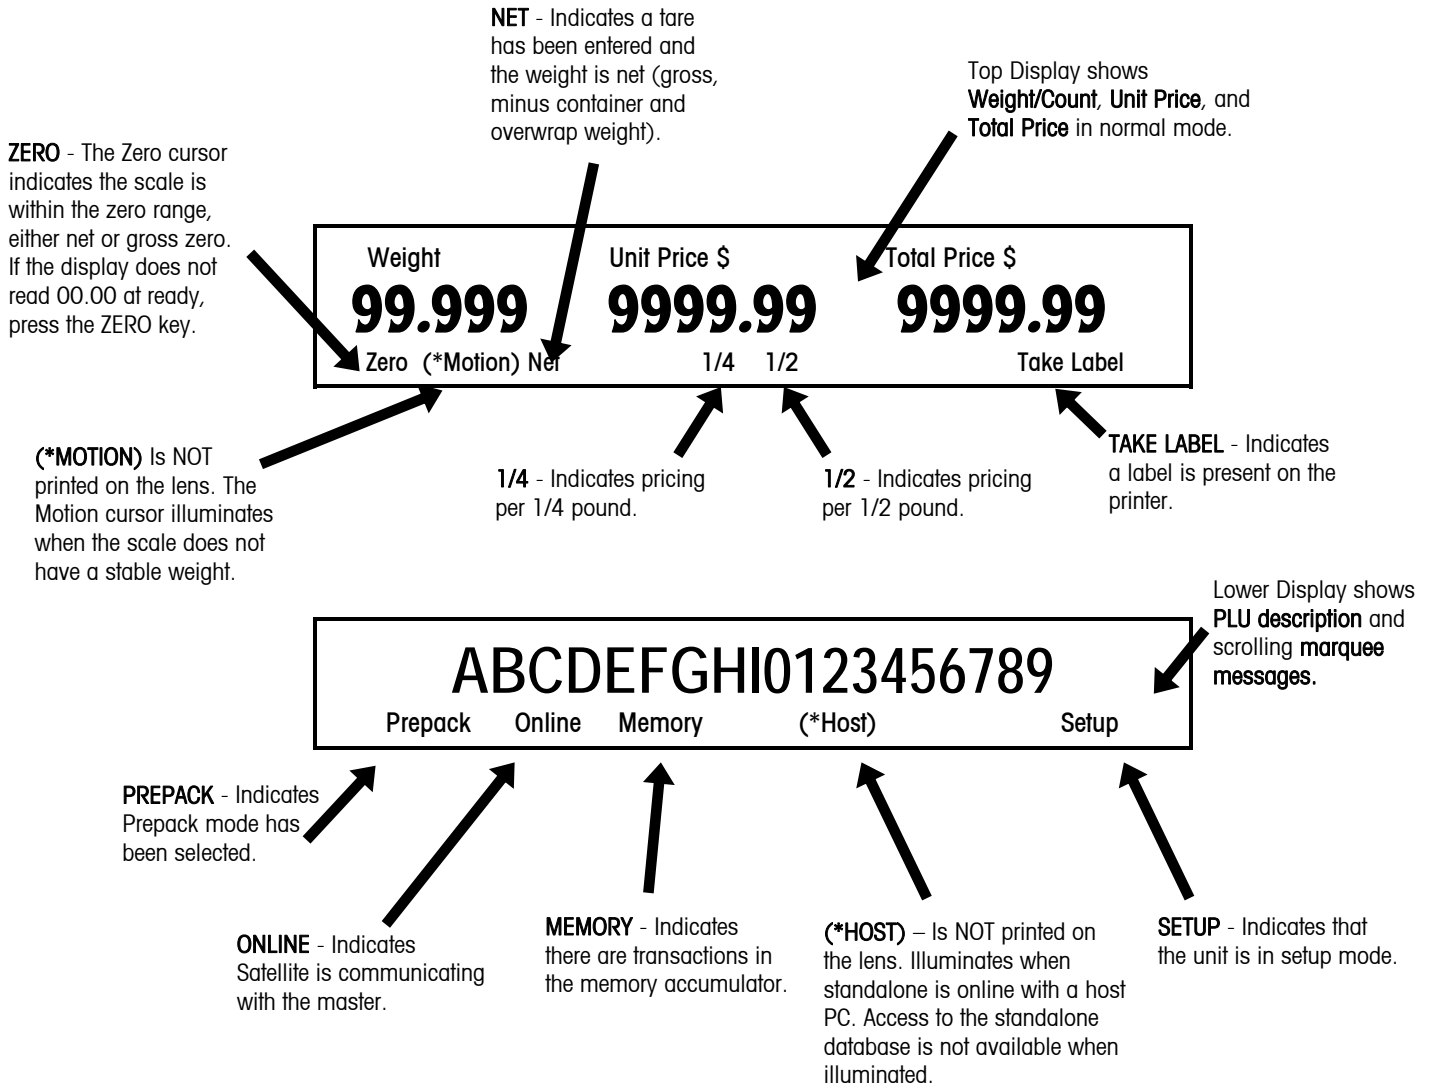 NET - Indicates a tare
has been entered and
the weight is net (gross,
minus container and
overwrap weight).
Top Display shows
Weight/Count, Unit Price, and
Total Price in normal mode.
ZERO - The Zero cursor
indicates the scale is
within the zero range,
either net or gross zero.
If the display does not
read 00.00 at ready,
press the ZERO key.
Weight Unit Price $ Total Price $
99.999 9999.99 9999.99
Zero (*Motion) Net 1/4 1/2 Take Label
(*MOTION) Is NOT
printed on the lens. The
Motion cursor illuminates
when the scale does not
have a stable weight.
1/4 - Indicates pricing
per 1/4 pound.
1/2 - Indicates pricing
per 1/2 pound.
TAKE LABEL - Indicates
a label is present on the
printer.
Lower Display shows
PLU description and
scrolling marquee
messages.
ABCDEFGHI0123456789
Prepack Online Memory (*Host) Setup
PREPACK - Indicates
Prepack mode has
been selected.
ONLINE - Indicates
Satellite is communicating
with the master.
MEMORY - Indicates
there are transactions in
the memory accumulator.
(*HOST) – Is NOT printed on
the lens. Illuminates when
standalone is online with a host
PC. Access to the standalone
database is not available when
illuminated.
SETUP - Indicates that
the unit is in setup mode.